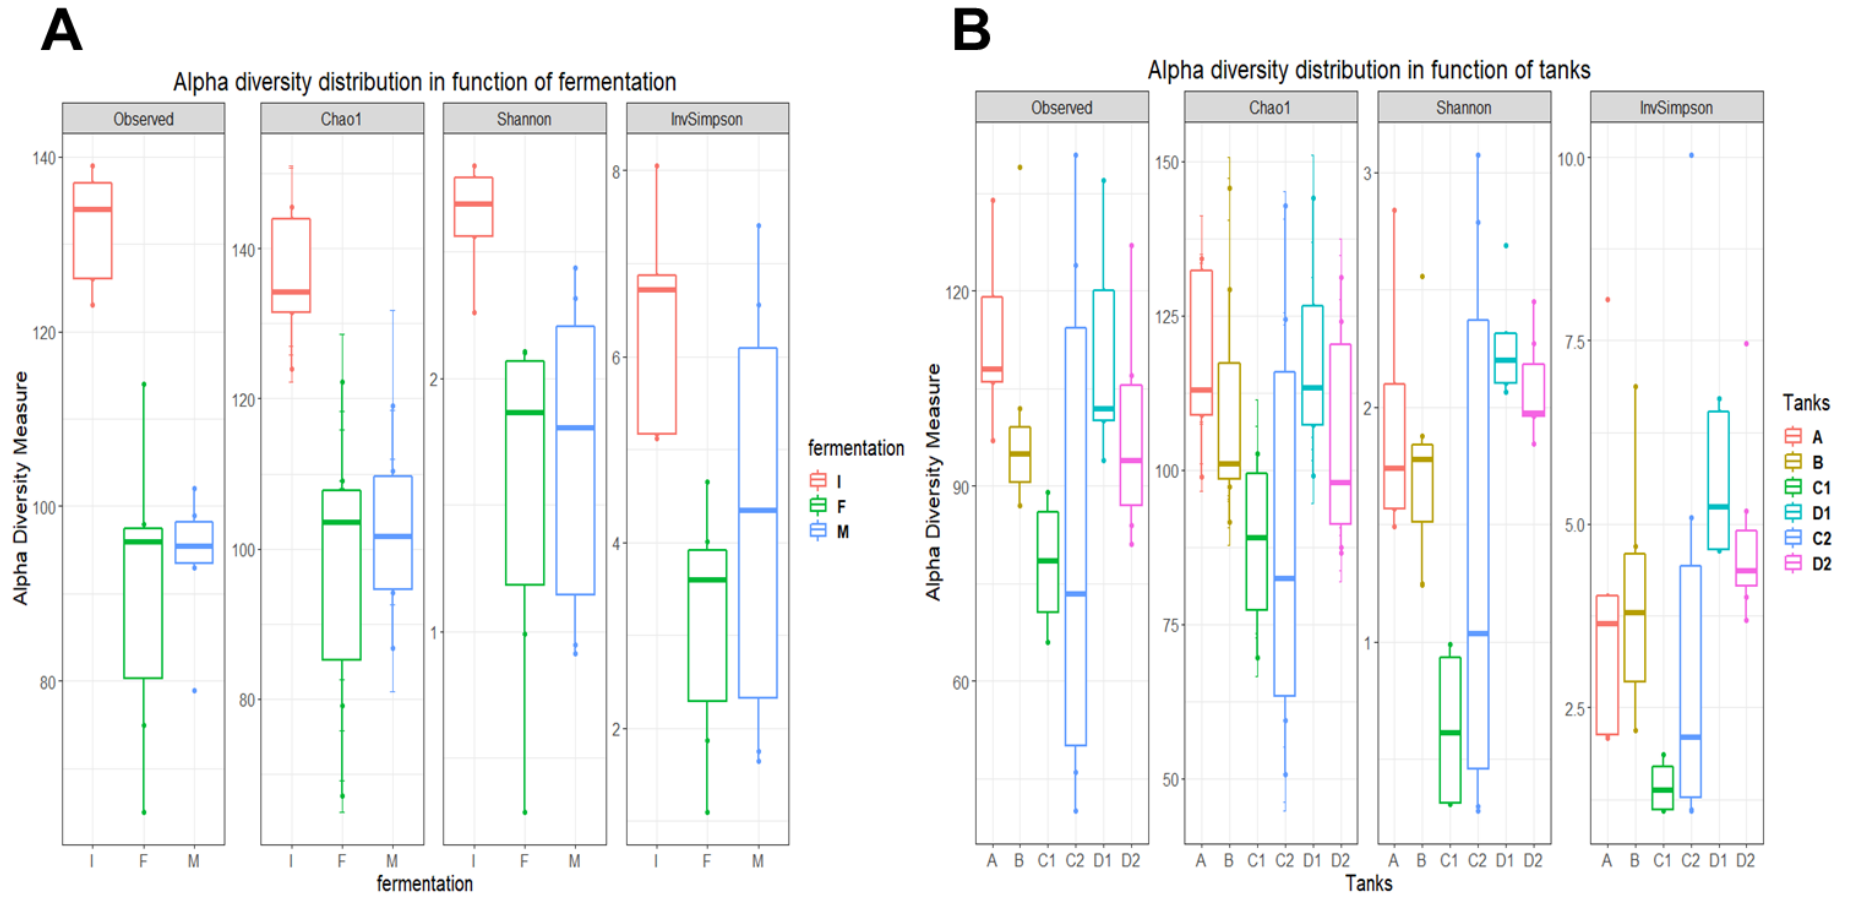 A
Alpha diversity distribution in function of fermentation
Observed Chao1 Shannon InvSimpson
Alpha Diversity Measure
140
120
100
80
140
120
100
80
2
1
8
6
4
2
I F M I F M I F M I F M
fermentation
fermentation
I
F
M
B
Alpha diversity distribution in function of tanks
Observed Chao1 Shannon InvSimpson
Alpha Diversity Measure
120
90
60
150
125
100
75
50
3
2
1
10.0
7.5
5.0
2.5
A B C1 C2 D1 D2 A B C1 C2 D1 D2 A B C1 C2 D1 D2 A B C1 C2 D1 D2
Tanks
Tanks
A
B
C1
D1
C2
D2